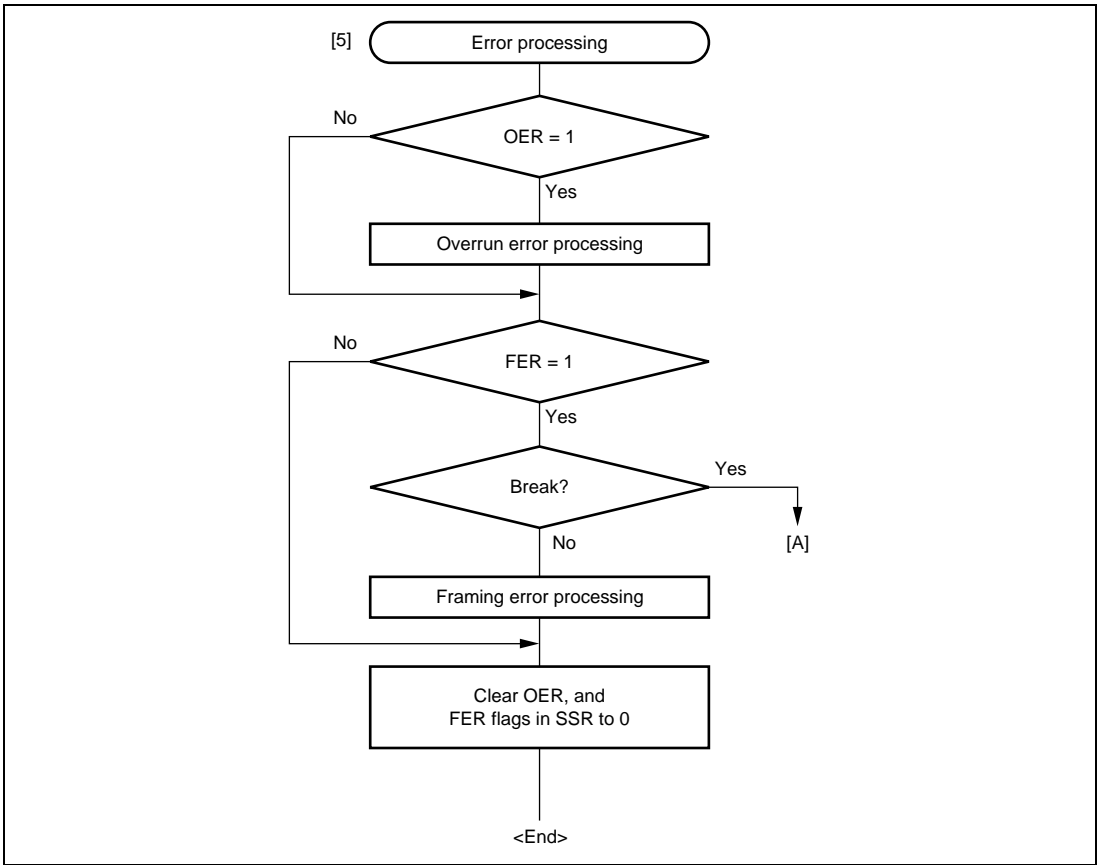 [5]
Error processing
No
OER = 1
Yes
Overrun error processing
No
FER = 1
Yes
Break?
Yes
[A]
No
Framing error processing
Clear OER, and
FER flags in SSR to 0
<End>